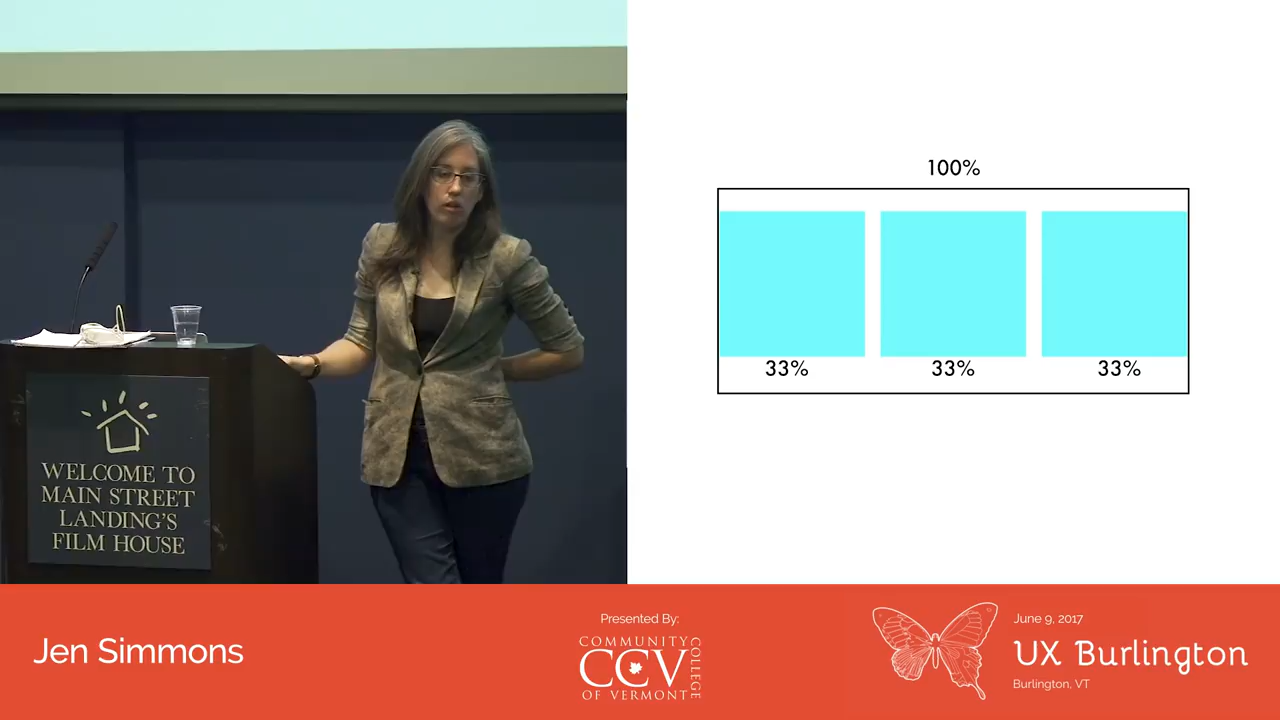 WELCOME TO
MAIN STREET
LANDING'S
FILM HOUSE
100%
33%
33%
33%
Jen Simmons
Presented By:
COMMUNITY
COLLEGE
CCV
OF VERMONT
June 9, 2017
UX Burlington
Burlington, VT